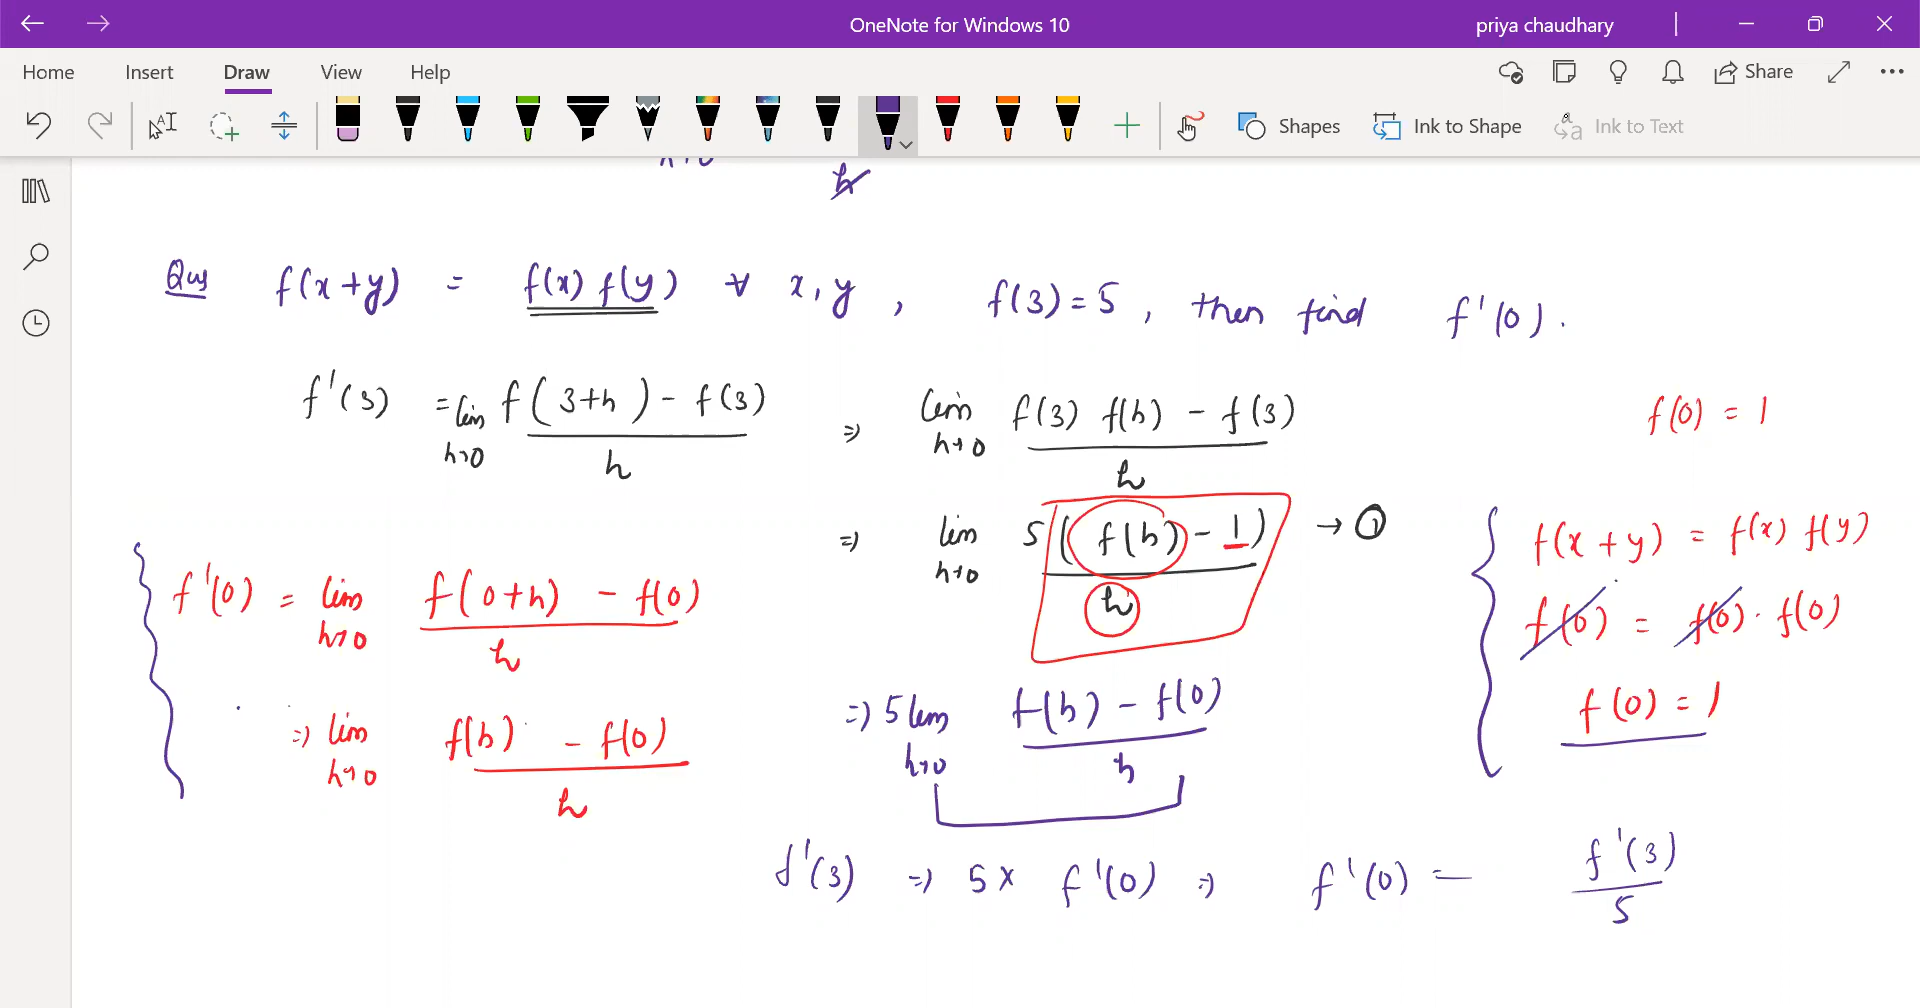 OneNote for Windows 10
priya chaudhary
Home Insert Draw View Help
Share
Shapes Ink to Shape Ink to Text
h→0
h
Qus f(x+y) = f(x) f(y) ∀ x, y , f(3) = 5 , then find f'(0).
f'(3) = lim h→0 f(3+h) - f(3) / h ⇒ lim h→0 f(3) f(h) - f(3) / h
f(0) = 1
⇒ lim h→0 5(f(h) - 1) / h → ①
f'(0) = lim h→0 f(0+h) - f(0) / h
⇒ lim h→0 f(h) - f(0) / h
⇒ 5 lim h→0 f(h) - f(0) / h
f(x+y) = f(x) f(y)
f(0) = f(0) · f(0)
f(0) = 1
f'(3) ⇒ 5 × f'(0) ⇒ f'(0) = f'(3) / 5